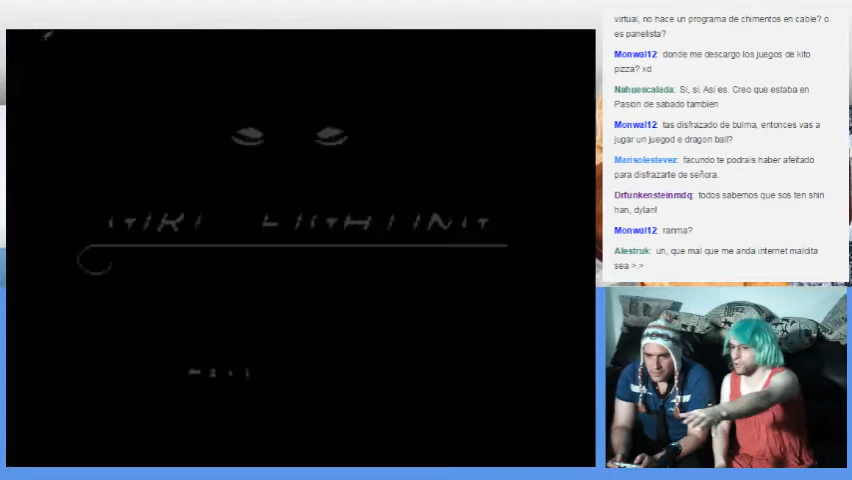 virtual, no hace un programa de chimentos en cable? o
es panelista?
Monwal12: donde me descargo los juegos de kito
pizza? xd
Nahuescalada: Si, si. Asi es. Creo que estaba en
Pasion de sabado tambien
Monwal12: tas disfrazado de bulma, entonces vas a
jugar un juegod e dragon ball?
Marisolestevez: facundo te podrais haber afeitado
para disfrazarte de señora.
Drfunkensteinmdq: todos sabemos que sos ten shin
han, dylan!
Monwal12: ranma?
Alestruk: uh, que mal que me anda internet maldita
sea >.>